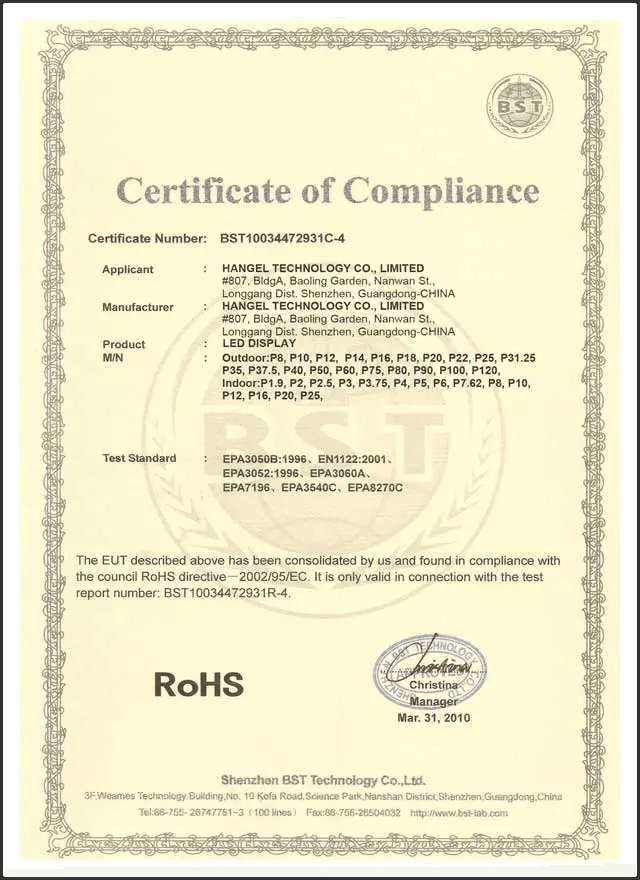 BST
Certificate of Compliance
Certificate Number: BST10034472931C-4
Applicant : HANGEL TECHNOLOGY CO., LIMITED
#807, BldgA, Baoling Garden, Nanwan St.,
Longgang Dist. Shenzhen, Guangdong-CHINA
Manufacturer : HANGEL TECHNOLOGY CO., LIMITED
#807, BldgA, Baoling Garden, Nanwan St.,
Longgang Dist. Shenzhen, Guangdong-CHINA
Product : LED DISPLAY
M/N : Outdoor:P8, P10, P12, P14, P16, P18, P20, P22, P25, P31.25
P35, P37.5, P40, P50, P60, P75, P80, P90, P100, P120,
Indoor:P1.9, P2, P2.5, P3, P3.75, P4, P5, P6, P7.62, P8, P10,
P12, P16, P20, P25,
BST
Test Standard : EPA3050B:1996、EN1122:2001、
EPA3052:1996、EPA3060A、
EPA7196、EPA3540C、EPA8270C
The EUT described above has been consolidated by us and found in compliance with
the council RoHS directive－2002/95/EC. It is only valid in connection with the test
report number: BST10034472931R-4.
RoHS
SHENZHEN BST TECHNOLOGY CO.,LTD
APPROVED
Christina
Manager
Mar. 31, 2010
Shenzhen BST Technology Co.,Ltd.
3F,Weames Technology Building,No. 10 Kefa Road,Science Park,Nanshan District,Shenzhen,Guangdong,China
Tel:86-755- 26747751~3 (100 lines) Fax:86-755-26504032 http://www.bst-lab.com